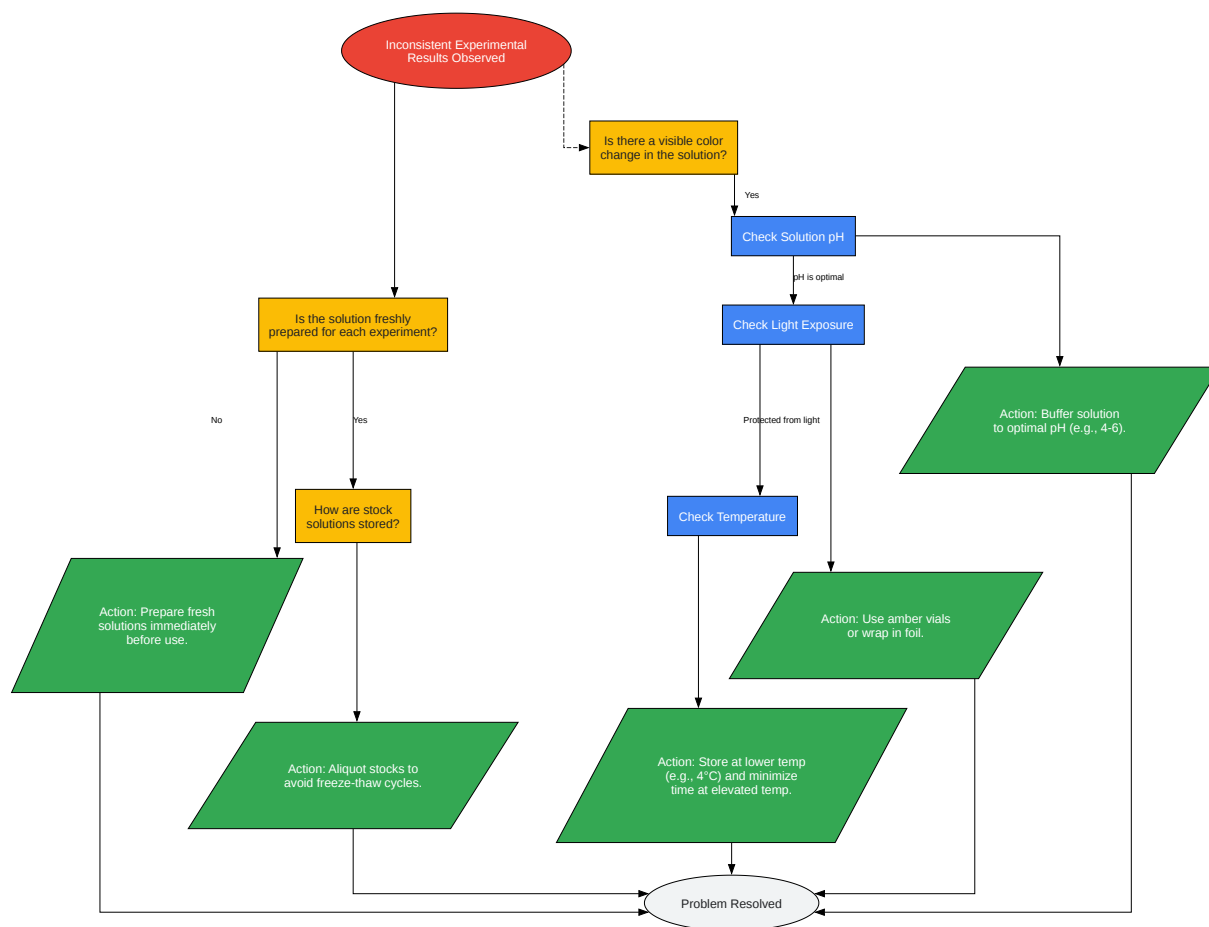 Inconsistent Experimental
Results Observed
Is there a visible color
change in the solution?
Yes
Check Solution pH
pH is optimal
Is the solution freshly
prepared for each experiment?
Check Light Exposure
No
Yes
Protected from light
Action: Buffer solution
to optimal pH (e.g., 4-6).
How are stock
solutions stored?
Check Temperature
Action: Prepare fresh
solutions immediately
before use.
Action: Use amber vials
or wrap in foil.
Action: Aliquot stocks to
avoid freeze-thaw cycles.
Action: Store at lower temp
(e.g., 4°C) and minimize
time at elevated temp.
Problem Resolved